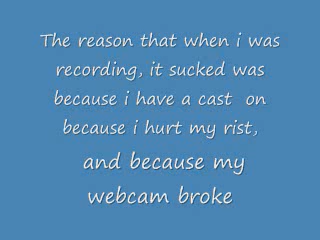 The reason that when i was
recording, it sucked was
because i have a cast on
because i hurt my rist,
and because my
webcam broke